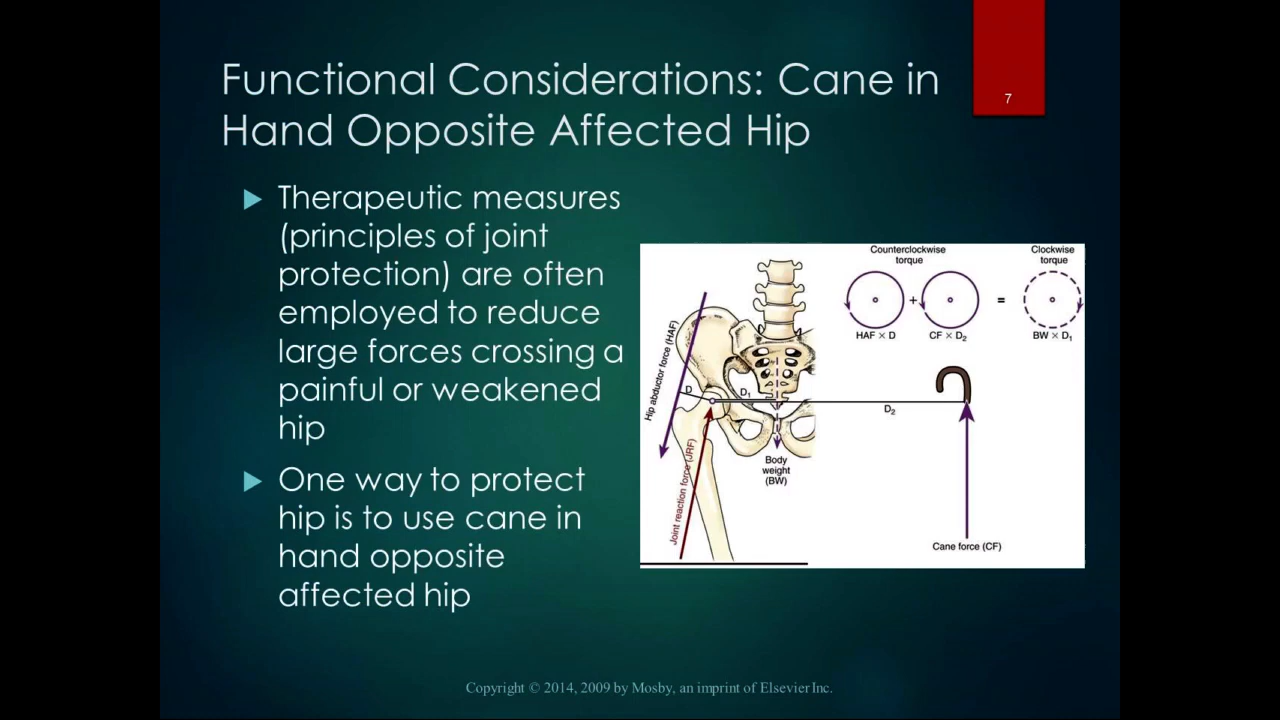 Functional Considerations: Cane in
Hand Opposite Affected Hip
7
Therapeutic measures
(principles of joint
protection) are often
employed to reduce
large forces crossing a
painful or weakened
hip
One way to protect
hip is to use cane in
hand opposite
affected hip
Counterclockwise
torque
Clockwise
torque
+
=
HAF × D
CF × D₂
BW × D₁
Hip abductor force (HAF)
D
D₁
D₂
Joint reaction force (JRF)
Body
weight
(BW)
Cane force (CF)
Copyright © 2014, 2009 by Mosby, an imprint of Elsevier Inc.